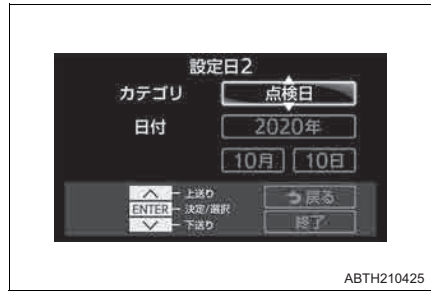 設定日2
カテゴリ 点検日
日付 2020年
10月 10日
上送り 戻る
ENTER 決定/選択
下送り 終了
ABTH210425